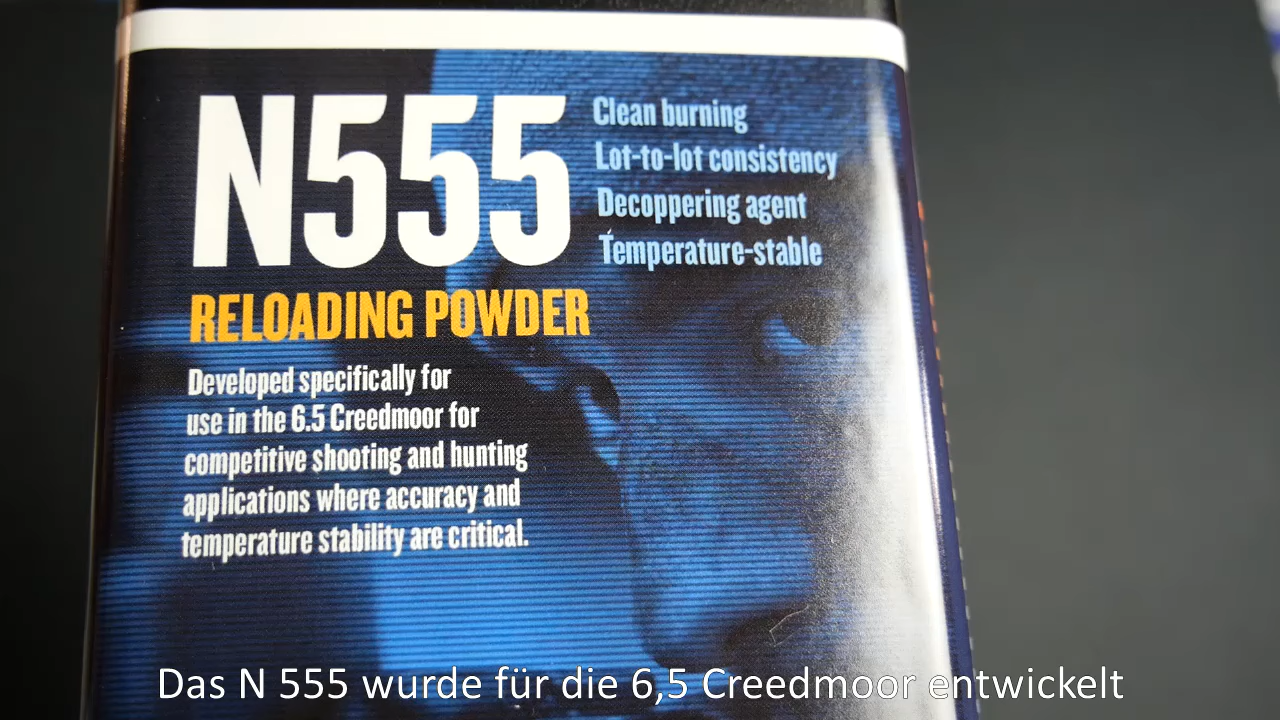 N555
Clean burning
Lot-to-lot consistency
Decoppering agent
Temperature-stable
RELOADING POWDER
Developed specifically for
use in the 6.5 Creedmoor for
competitive shooting and hunting
applications where accuracy and
temperature stability are critical.
Das N 555 wurde für die 6,5 Creedmoor entwickelt